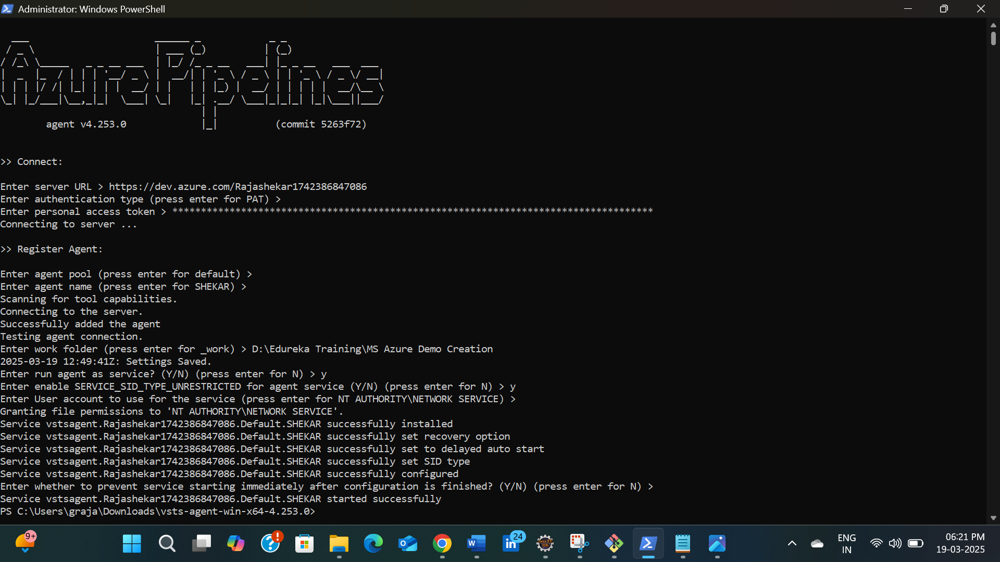 Administrator: Windows PowerShell
Azure Pipelines
agent v4.253.0 (commit 5263f72)
>> Connect:
Enter server URL > https://dev.azure.com/Rajashekar1742386847086
Enter authentication type (press enter for PAT) >
Enter personal access token > ************************************************************************************
Connecting to server ...
>> Register Agent:
Enter agent pool (press enter for default) >
Enter agent name (press enter for SHEKAR) >
Scanning for tool capabilities.
Connecting to the server.
Successfully added the agent
Testing agent connection.
Enter work folder (press enter for _work) > D:\Edureka Training\MS Azure Demo Creation
2025-03-19 12:49:41Z: Settings Saved.
Enter run agent as service? (Y/N) (press enter for N) > y
Enter enable SERVICE_SID_TYPE_UNRESTRICTED for agent service (Y/N) (press enter for N) > y
Enter User account to use for the service (press enter for NT AUTHORITY\NETWORK SERVICE) >
Granting file permissions to 'NT AUTHORITY\NETWORK SERVICE'.
Service vstsagent.Rajashekar1742386847086.Default.SHEKAR successfully installed
Service vstsagent.Rajashekar1742386847086.Default.SHEKAR successfully set recovery option
Service vstsagent.Rajashekar1742386847086.Default.SHEKAR successfully set to delayed auto start
Service vstsagent.Rajashekar1742386847086.Default.SHEKAR successfully set SID type
Service vstsagent.Rajashekar1742386847086.Default.SHEKAR successfully configured
Enter whether to prevent service starting immediately after configuration is finished? (Y/N) (press enter for N) >
Service vstsagent.Rajashekar1742386847086.Default.SHEKAR started successfully
PS C:\Users\graja\Downloads\vsts-agent-win-x64-4.253.0>
9+
24
Java EE
IDE
ENG
IN
06:21 PM
19-03-2025